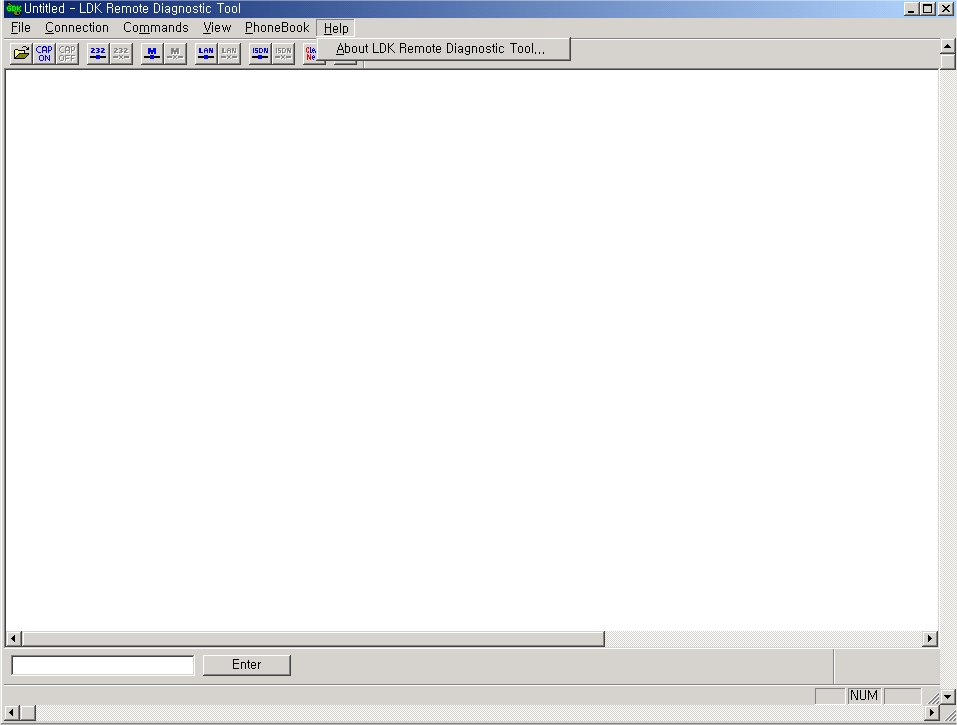 Untitled - LDK Remote Diagnostic Tool
File Connection Commands View PhoneBook Help
About LDK Remote Diagnostic Tool...
CAP ON CAP OFF 232 232 M M LAN LAN ISDN ISDN
Enter
NUM